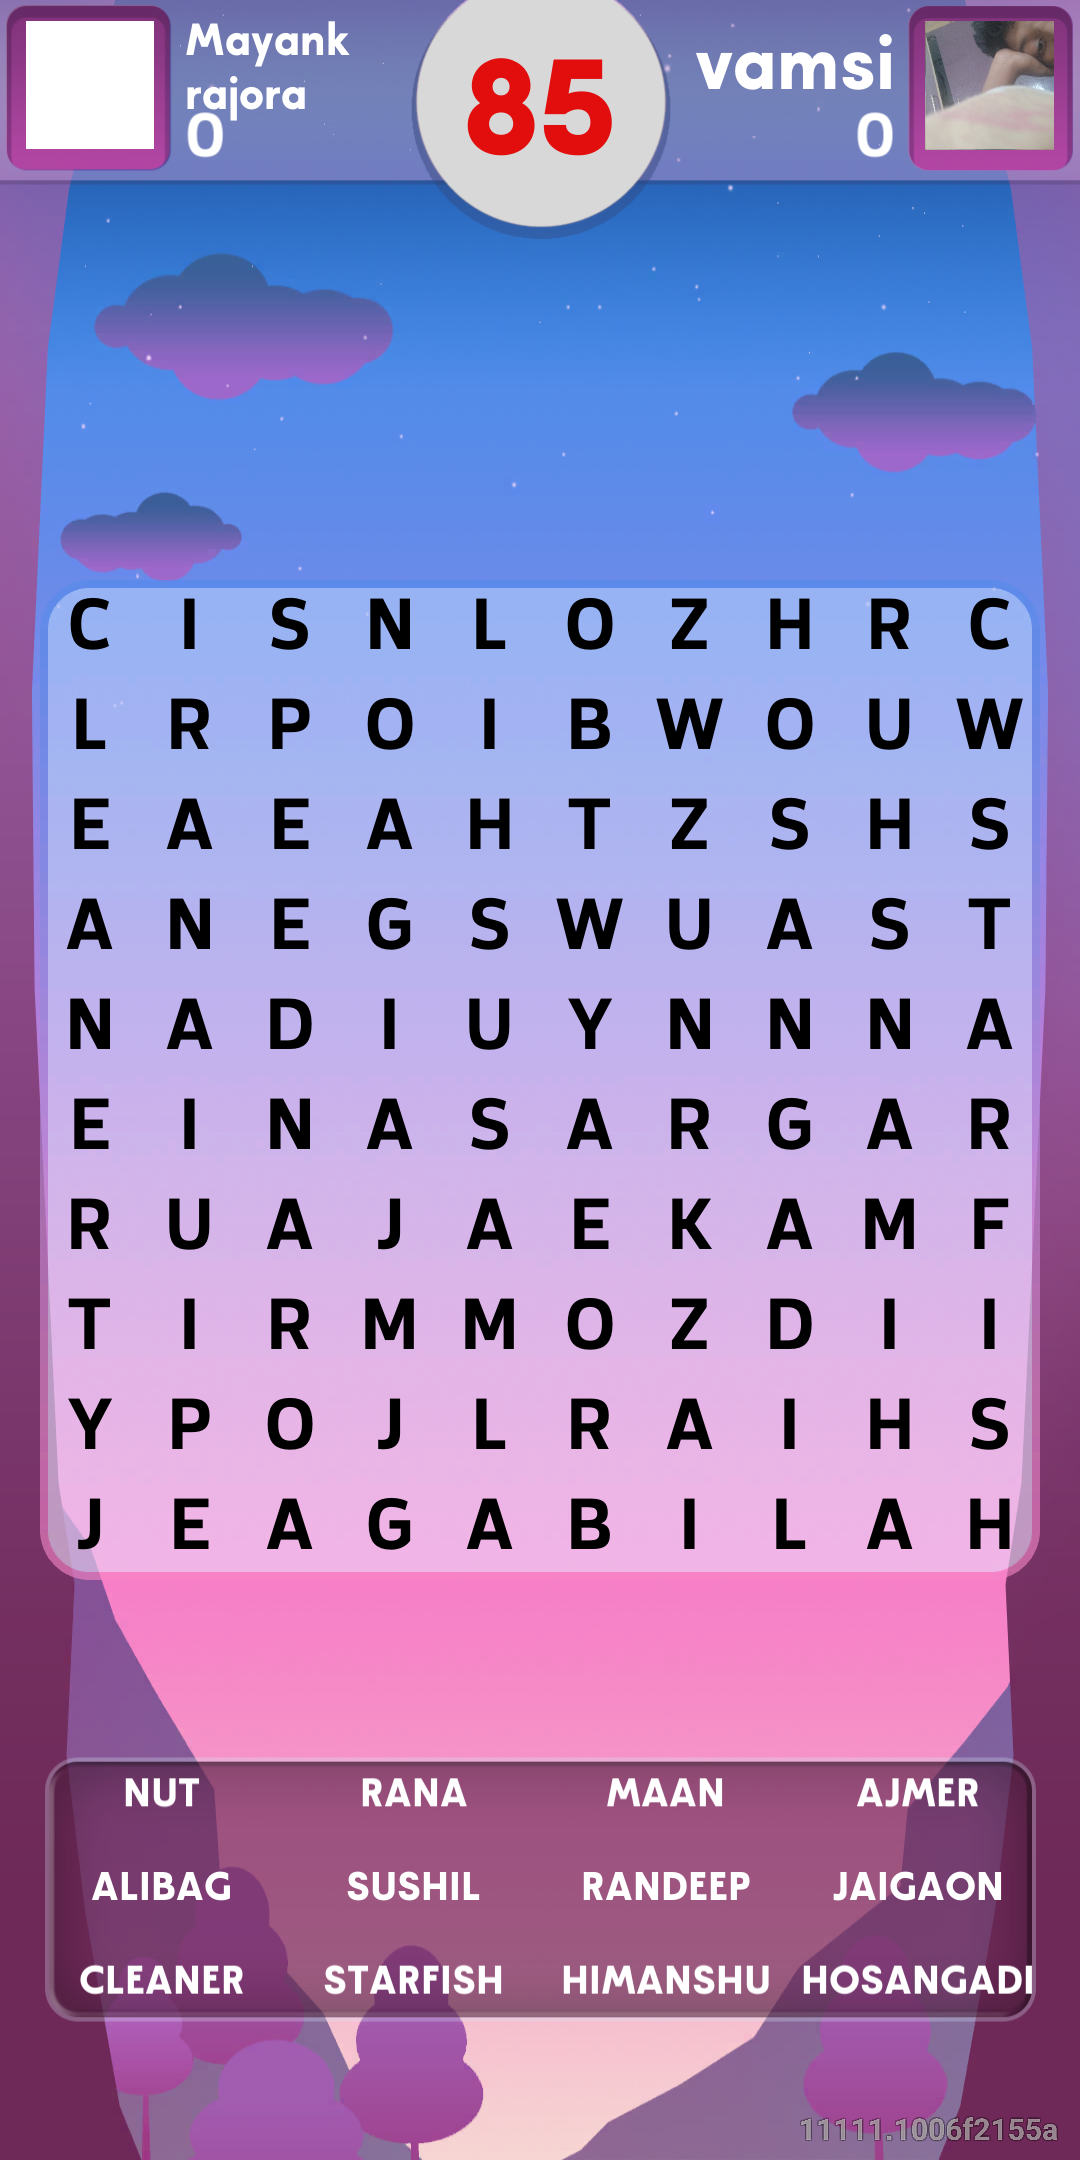 Mayank
rajora
0
85
vamsi
0
C I S N L O Z H R C
L R P O I B W O U W
E A E A H T Z S H S
A N E G S W U A S T
N A D I U Y N N N A
E I N A S A R G A R
R U A J A E K A M F
T I R M M O Z D I I
Y P O J L R A I H S
J E A G A B I L A H
NUT RANA MAAN AJMER
ALIBAG SUSHIL RANDEEP JAIGAON
CLEANER STARFISH HIMANSHU HOSANGADI
11111.1006f2155a